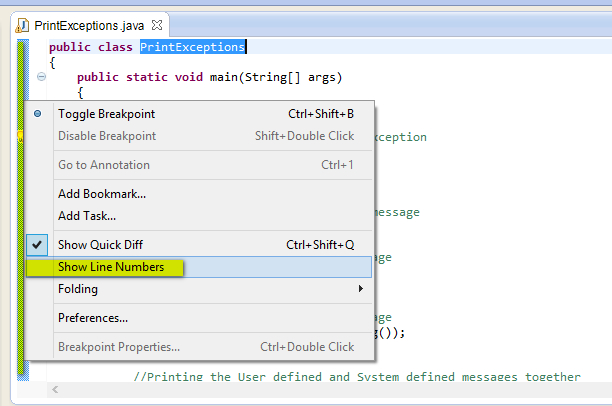 PrintExceptions.java
public class PrintExceptions
{
public static void main(String[] args)
{
Toggle Breakpoint Ctrl+Shift+B
Disable Breakpoint Shift+Double Click
xception
Go to Annotation Ctrl+1
Add Bookmark...
Add Task...
message
Show Quick Diff Ctrl+Shift+Q
age
Show Line Numbers
Folding
Preferences...
age
g());
Breakpoint Properties... Ctrl+Double Click
//Printing the User defined and System defined messages together